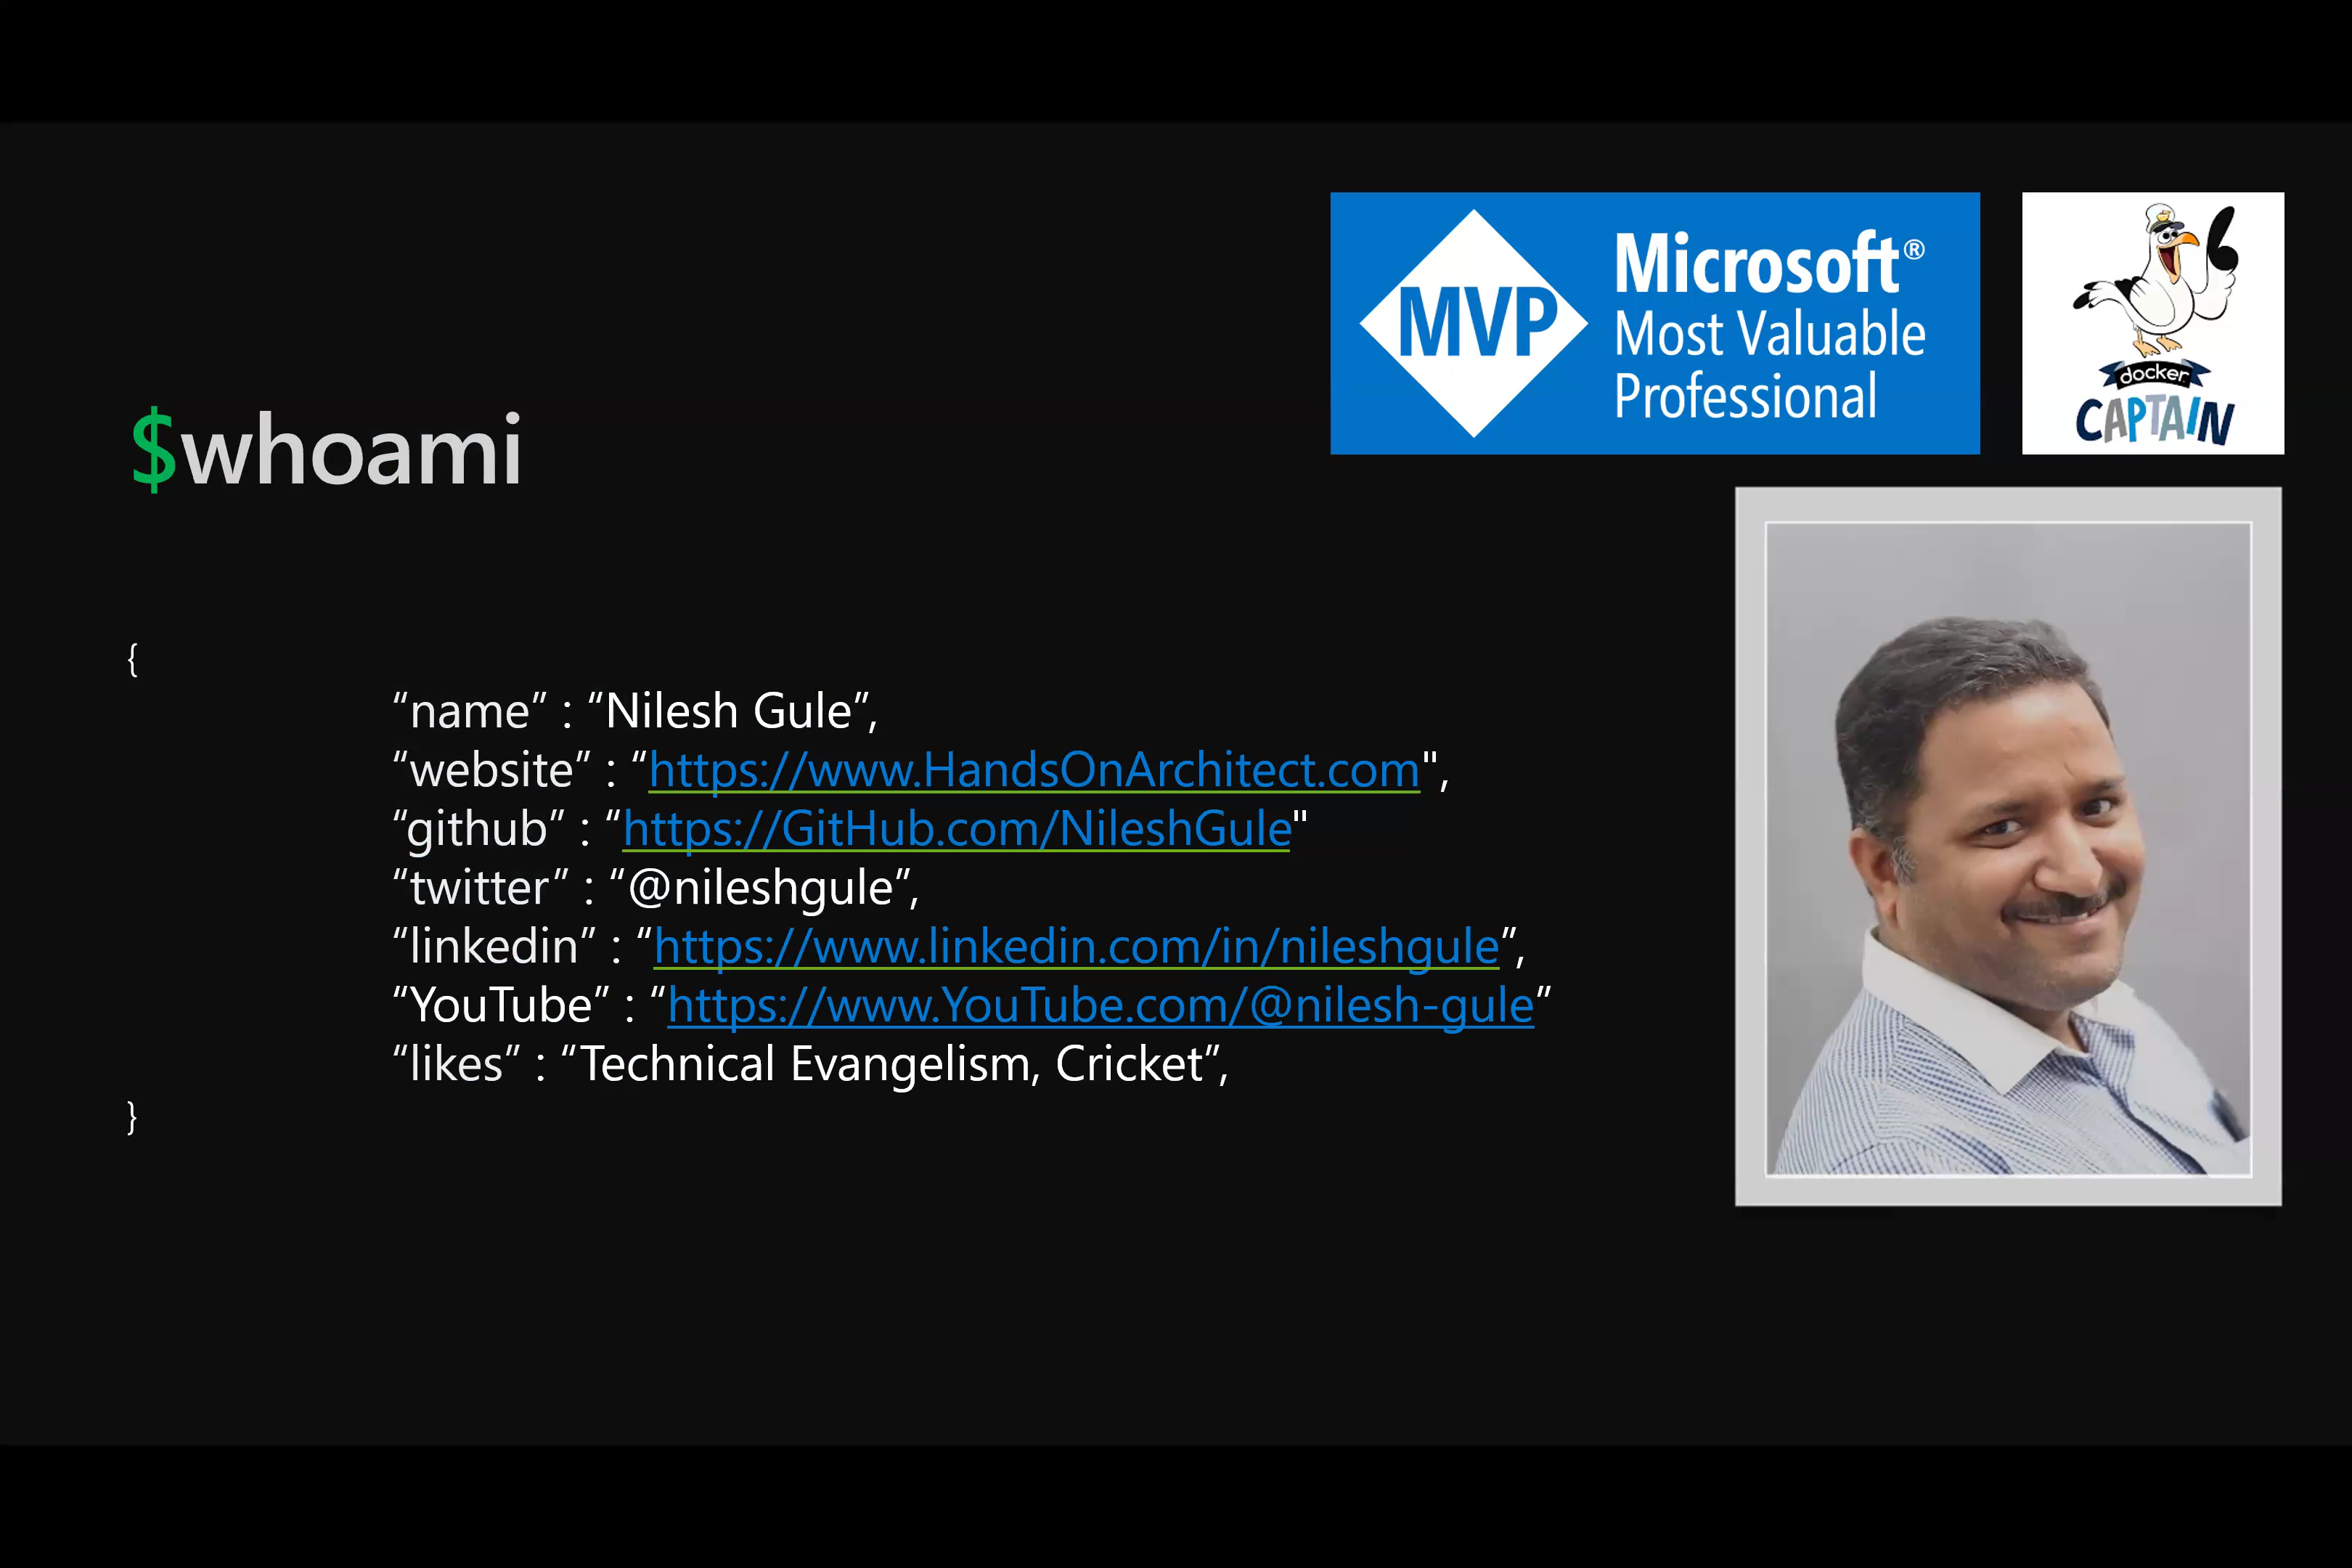 MVP
Microsoft®
Most Valuable
Professional
docker
CAPTAIN
$whoami
{
“name” : “Nilesh Gule”,
“website” : “https://www.HandsOnArchitect.com",
“github” : “https://GitHub.com/NileshGule"
“twitter” : “@nileshgule”,
“linkedin” : “https://www.linkedin.com/in/nileshgule”,
“YouTube” : “https://www.YouTube.com/@nilesh-gule”
“likes” : “Technical Evangelism, Cricket”,
}